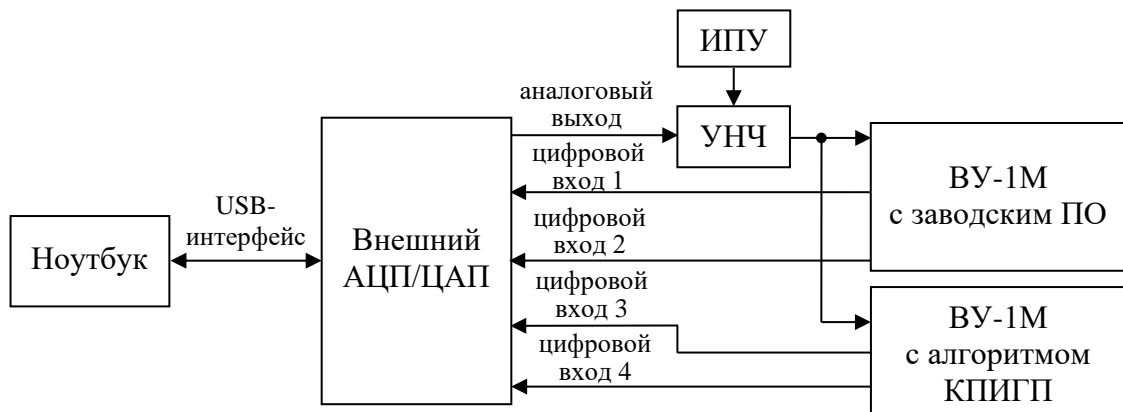 ИПУ
аналоговый
выход
УНЧ
цифровой
вход 1
ВУ-1М
с заводским ПО
USB-
интерфейс
цифровой
вход 2
Ноутбук
Внешний
АЦП/ЦАП
цифровой
вход 3
цифровой
вход 4
ВУ-1М
с алгоритмом
КПИГП